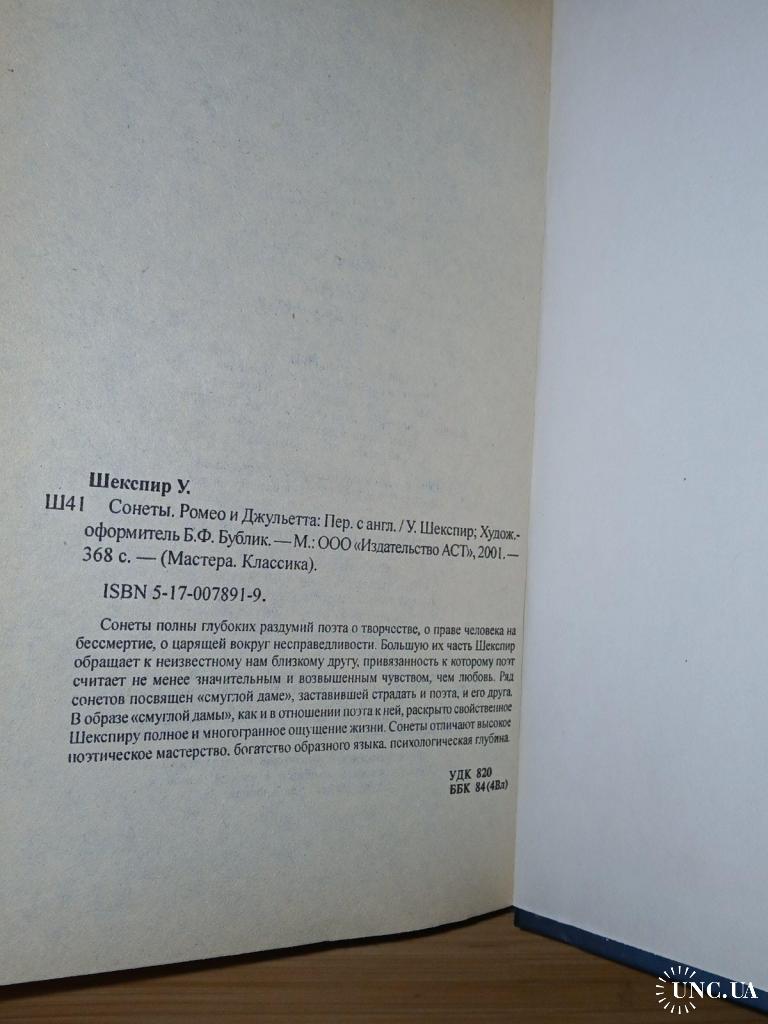 Шекспир У.
Ш41 Сонеты. Ромео и Джульетта: Пер. с англ. / У. Шекспир; Худож.-
оформитель Б.Ф. Бублик. — М.: ООО «Издательство АСТ», 2001. —
368 с. — (Мастера. Классика).
ISBN 5-17-007891-9.
Сонеты полны глубоких раздумий поэта о творчестве, о праве человека на
бессмертие, о царящей вокруг несправедливости. Большую их часть Шекспир
обращает к неизвестному нам близкому другу, привязанность к которому поэт
считает не менее значительным и возвышенным чувством, чем любовь. Ряд
сонетов посвящен «смуглой даме», заставившей страдать и поэта, и его друга.
В образе «смуглой дамы», как и в отношении поэта к ней, раскрыто свойственное
Шекспиру полное и многогранное ощущение жизни. Сонеты отличают высокое
поэтическое мастерство, богатство образного языка, психологическая глубина.
УДК 820
ББК 84(4Вл)
UNC.UA